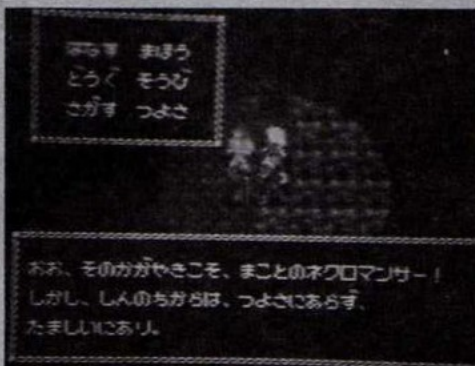 はなす まほう
どうぐ そうび
さがす つよさ
おお、そのかがやきこそ、まことのネクロマンサー！
しかし、しんのちからは、つよさにあらず、
たましいにあり。